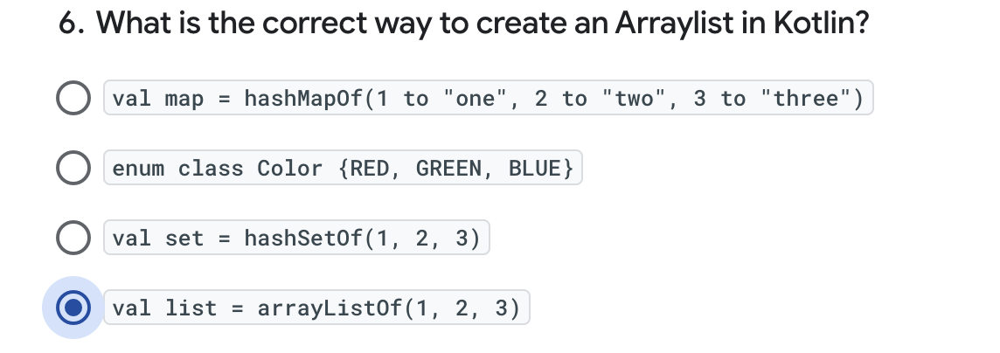 6. What is the correct way to create an Arraylist in Kotlin?
val map = hashMapOf(1 to "one", 2 to "two", 3 to "three")
enum class Color {RED, GREEN, BLUE}
val set = hashSetOf(1, 2, 3)
val list = arrayListOf(1, 2, 3)